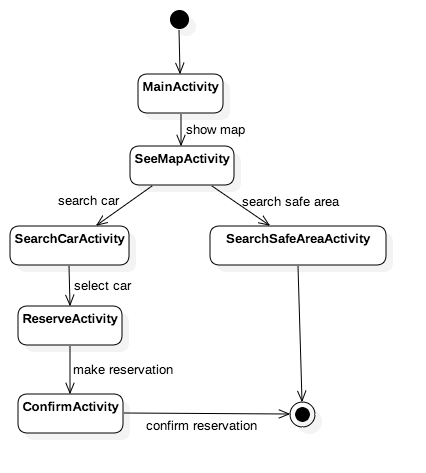 MainActivity
show map
SeeMapActivity
search car
search safe area
SearchCarActivity
SearchSafeAreaActivity
select car
ReserveActivity
make reservation
ConfirmActivity
confirm reservation